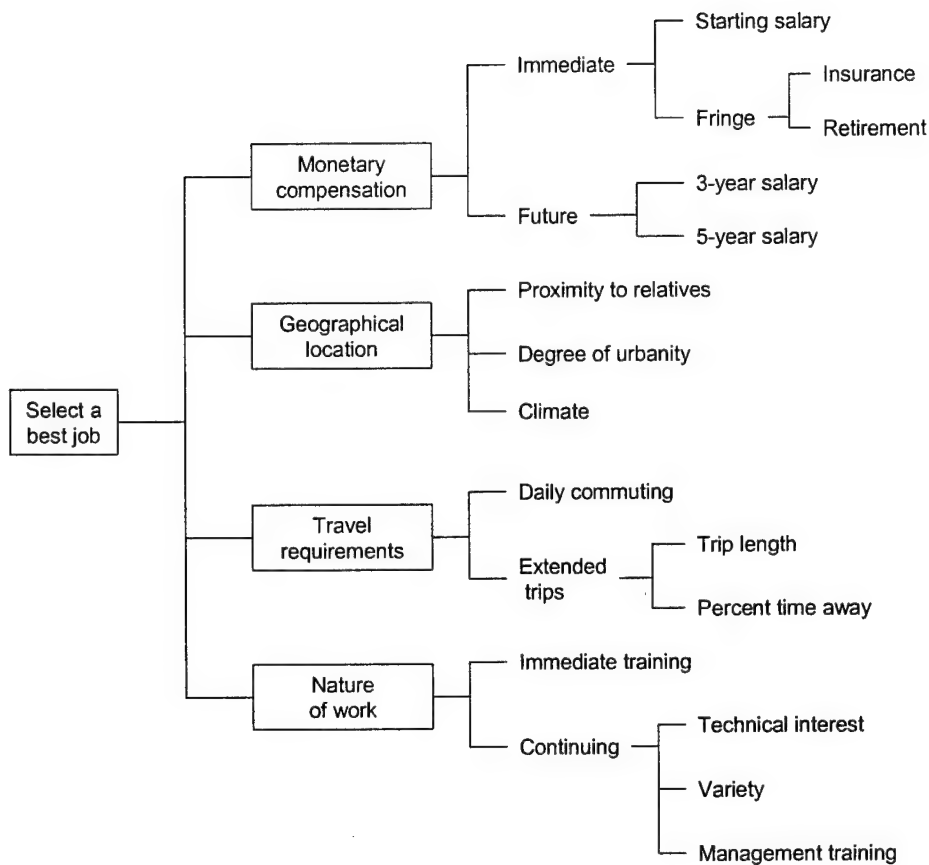 Starting salary
Immediate
Insurance
Fringe
Retirement
Monetary
compensation
3-year salary
Future
5-year salary
Proximity to relatives
Geographical
location
Degree of urbanity
Climate
Select a
best job
Daily commuting
Travel
requirements
Trip length
Extended
trips
Percent time away
Immediate training
Nature
of work
Technical interest
Continuing
Variety
Management training